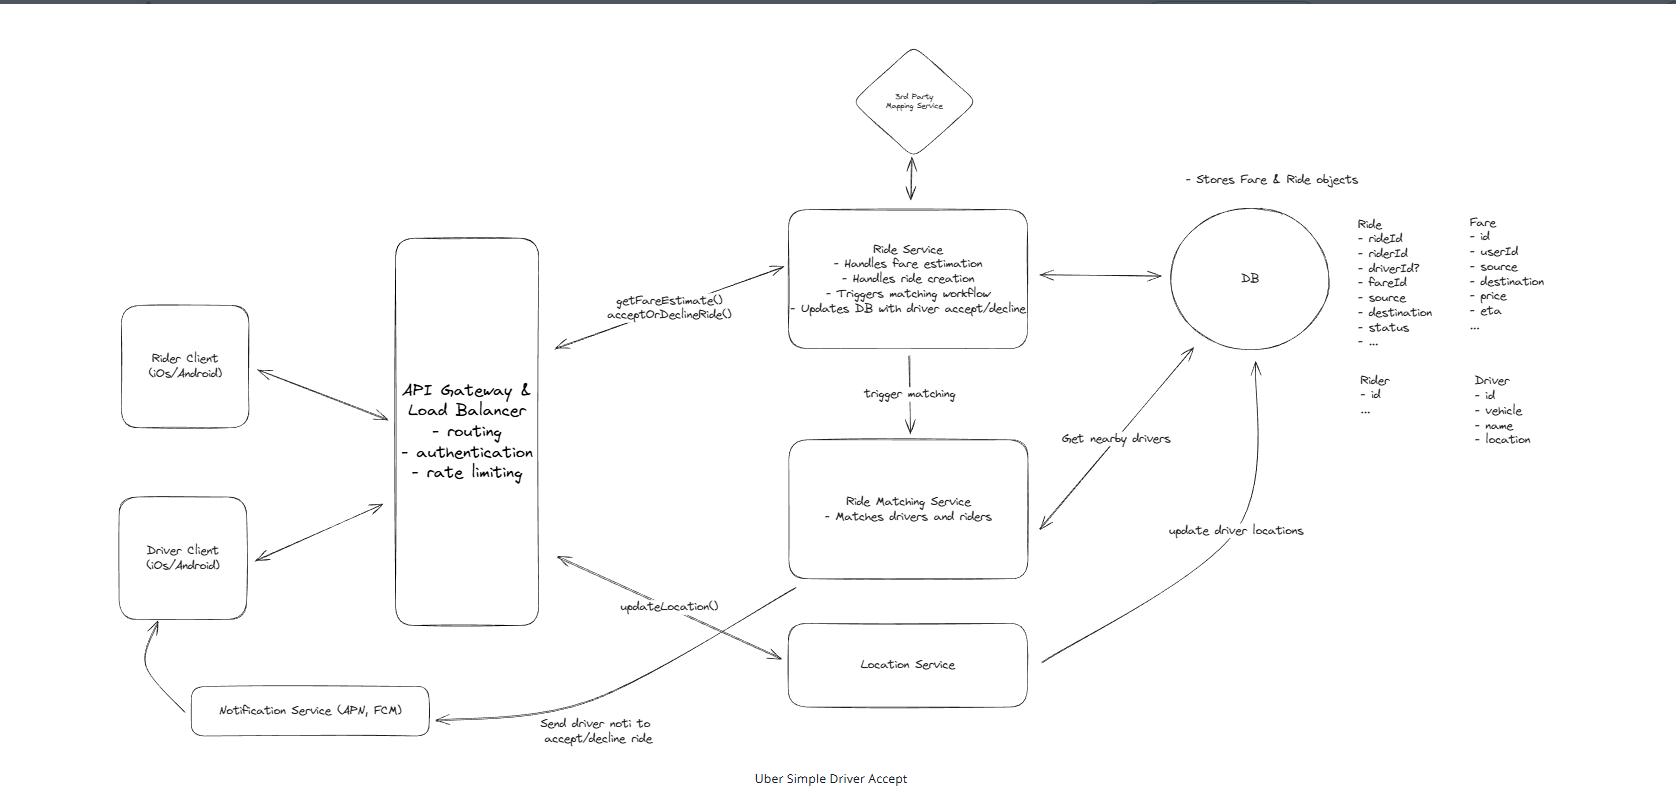 3rd Party
Mapping Service
- Stores Fare & Ride objects
Ride Service
- Handles fare estimation
- Handles ride creation
- Triggers matching workflow
- Updates DB with driver accept/decline
DB
Ride
- rideId
- riderId
- driverId?
- fareId
- source
- destination
- status
- ...
Fare
- id
- userId
- source
- destination
- price
- eta
...
getFareEstimate()
acceptOrDeclineRide()
Rider Client
(iOs/Android)
API Gateway &
Load Balancer
- routing
- authentication
- rate limiting
trigger matching
Rider
- id
...
Driver
- id
- vehicle
- name
- location
Get nearby drivers
Ride Matching Service
- Matches drivers and riders
update driver locations
Driver Client
(iOs/Android)
updateLocation()
Location Service
Notification Service (APN, FCM)
Send driver noti to
accept/decline ride
Uber Simple Driver Accept